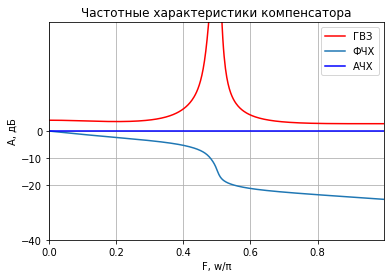 Частотные характеристики компенсатора
ГВЗ
ФЧХ
АЧХ
А, дБ
0
−10
−20
−40
0.0 0.2 0.4 0.6 0.8
F, w/π